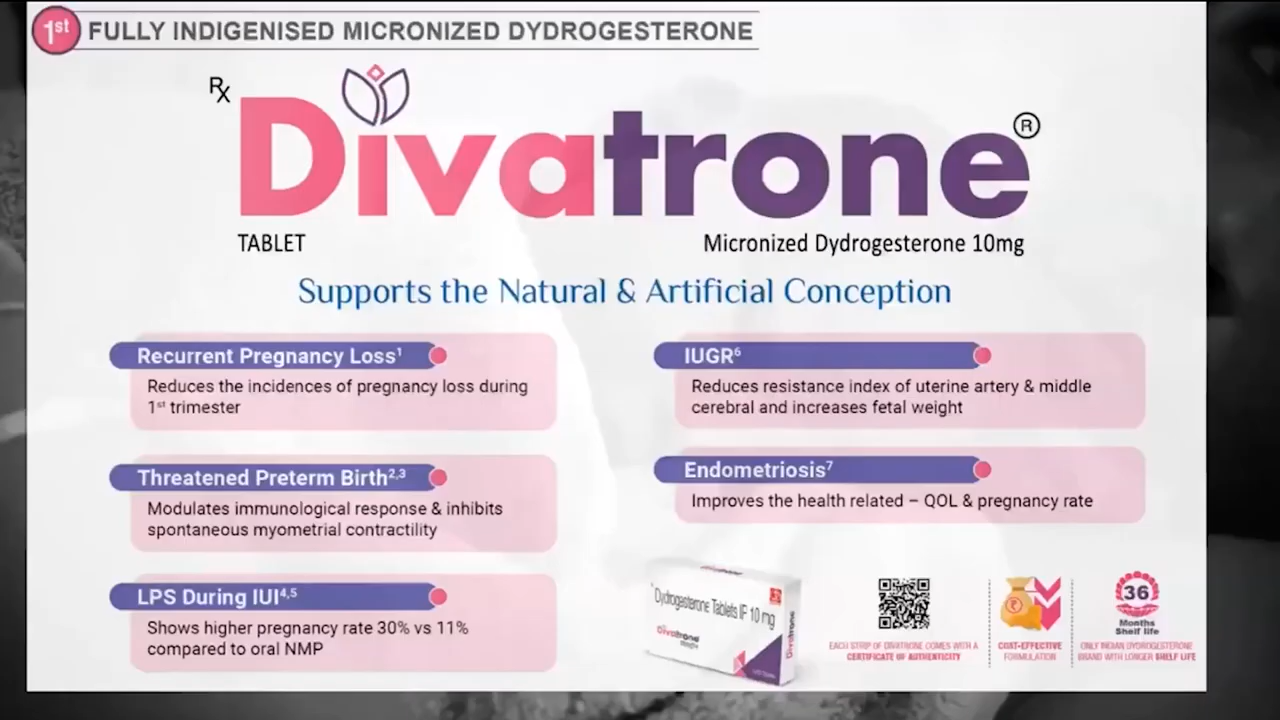 1st FULLY INDIGENISED MICRONIZED DYDROGESTERONE
Rx
Divatrone®
TABLET
Micronized Dydrogesterone 10mg
Supports the Natural & Artificial Conception
Recurrent Pregnancy Loss1
Reduces the incidences of pregnancy loss during
1st trimester
Threatened Preterm Birth2,3
Modulates immunological response & inhibits
spontaneous myometrial contractility
LPS During IUI4,5
Shows higher pregnancy rate 30% vs 11%
compared to oral NMP
IUGR6
Reduces resistance index of uterine artery & middle
cerebral and increases fetal weight
Endometriosis7
Improves the health related – QOL & pregnancy rate
Divatrone
Dydrogesterone Tablets IP 10 mg
Divatrone
Divatrone
EACH STRIP OF DIVATRONE COMES WITH A
CERTIFICATE OF AUTHENTICITY
₹
COST-EFFECTIVE
FORMULATION
36
Months
Shelf life
ONLY INDIAN DYDROGESTERONE
BRAND WITH LONGER SHELF LIFE